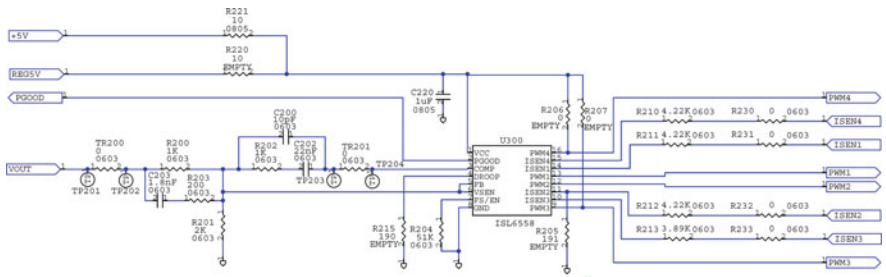 R221
10
0805
+5V
R220
10
EMPTY
REG5V
PGOOD
C220
1uF
0805
C200
10pF
0603
R206
0
EMPTY
R207
0
EMPTY
R210 4.22K 0603
R230 0 0603
PWM4
ISEN4
R211 4.22K 0603
R231 0 0603
ISEN1
U300
TR200
0
0603
R200
1K
0603
R202
1K
0603
C202
22nF
0603
TR201
0
0603
VOUT
TP201
TP202
TP203
TP204
VCC
PGOOD
COMP
DROOP
FB
VSEN
FS/EN
GND
PWM4
ISEN4
ISEN1
PWM1
PWM2
ISEN2
ISEN3
PWM3
ISL6558
PWM1
PWM2
C203
1.8nF
0603
R203
200
0603
R201
2K
0603
R215
190
EMPTY
R204
51K
0603
R205
191
EMPTY
R212 4.22K 0603
R232 0 0603
ISEN2
R213 3.89K 0603
R233 0 0603
ISEN3
PWM3